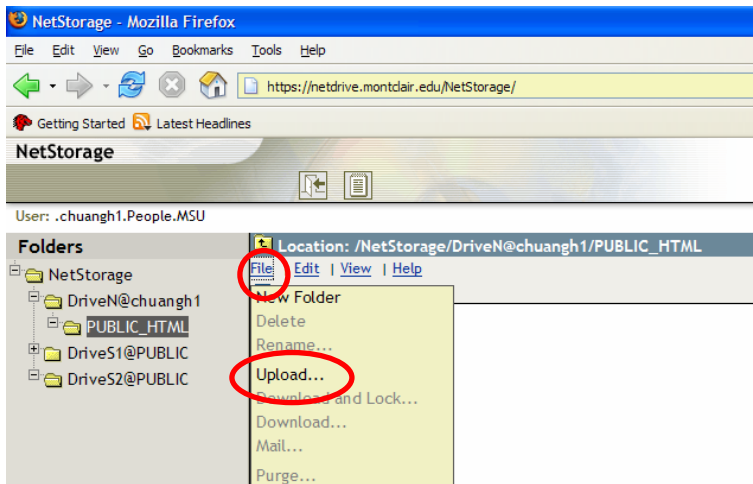 NetStorage - Mozilla Firefox
File Edit View Go Bookmarks Tools Help
https://netdrive.montclair.edu/NetStorage/
Getting Started Latest Headlines
NetStorage
User: .chuangh1.People.MSU
Folders
NetStorage
DriveN@chuangh1
PUBLIC_HTML
DriveS1@PUBLIC
DriveS2@PUBLIC
Location: /NetStorage/DriveN@chuangh1/PUBLIC_HTML
File Edit | View | Help
New Folder
Delete
Rename...
Upload...
Download and Lock...
Download...
Mail...
Purge...